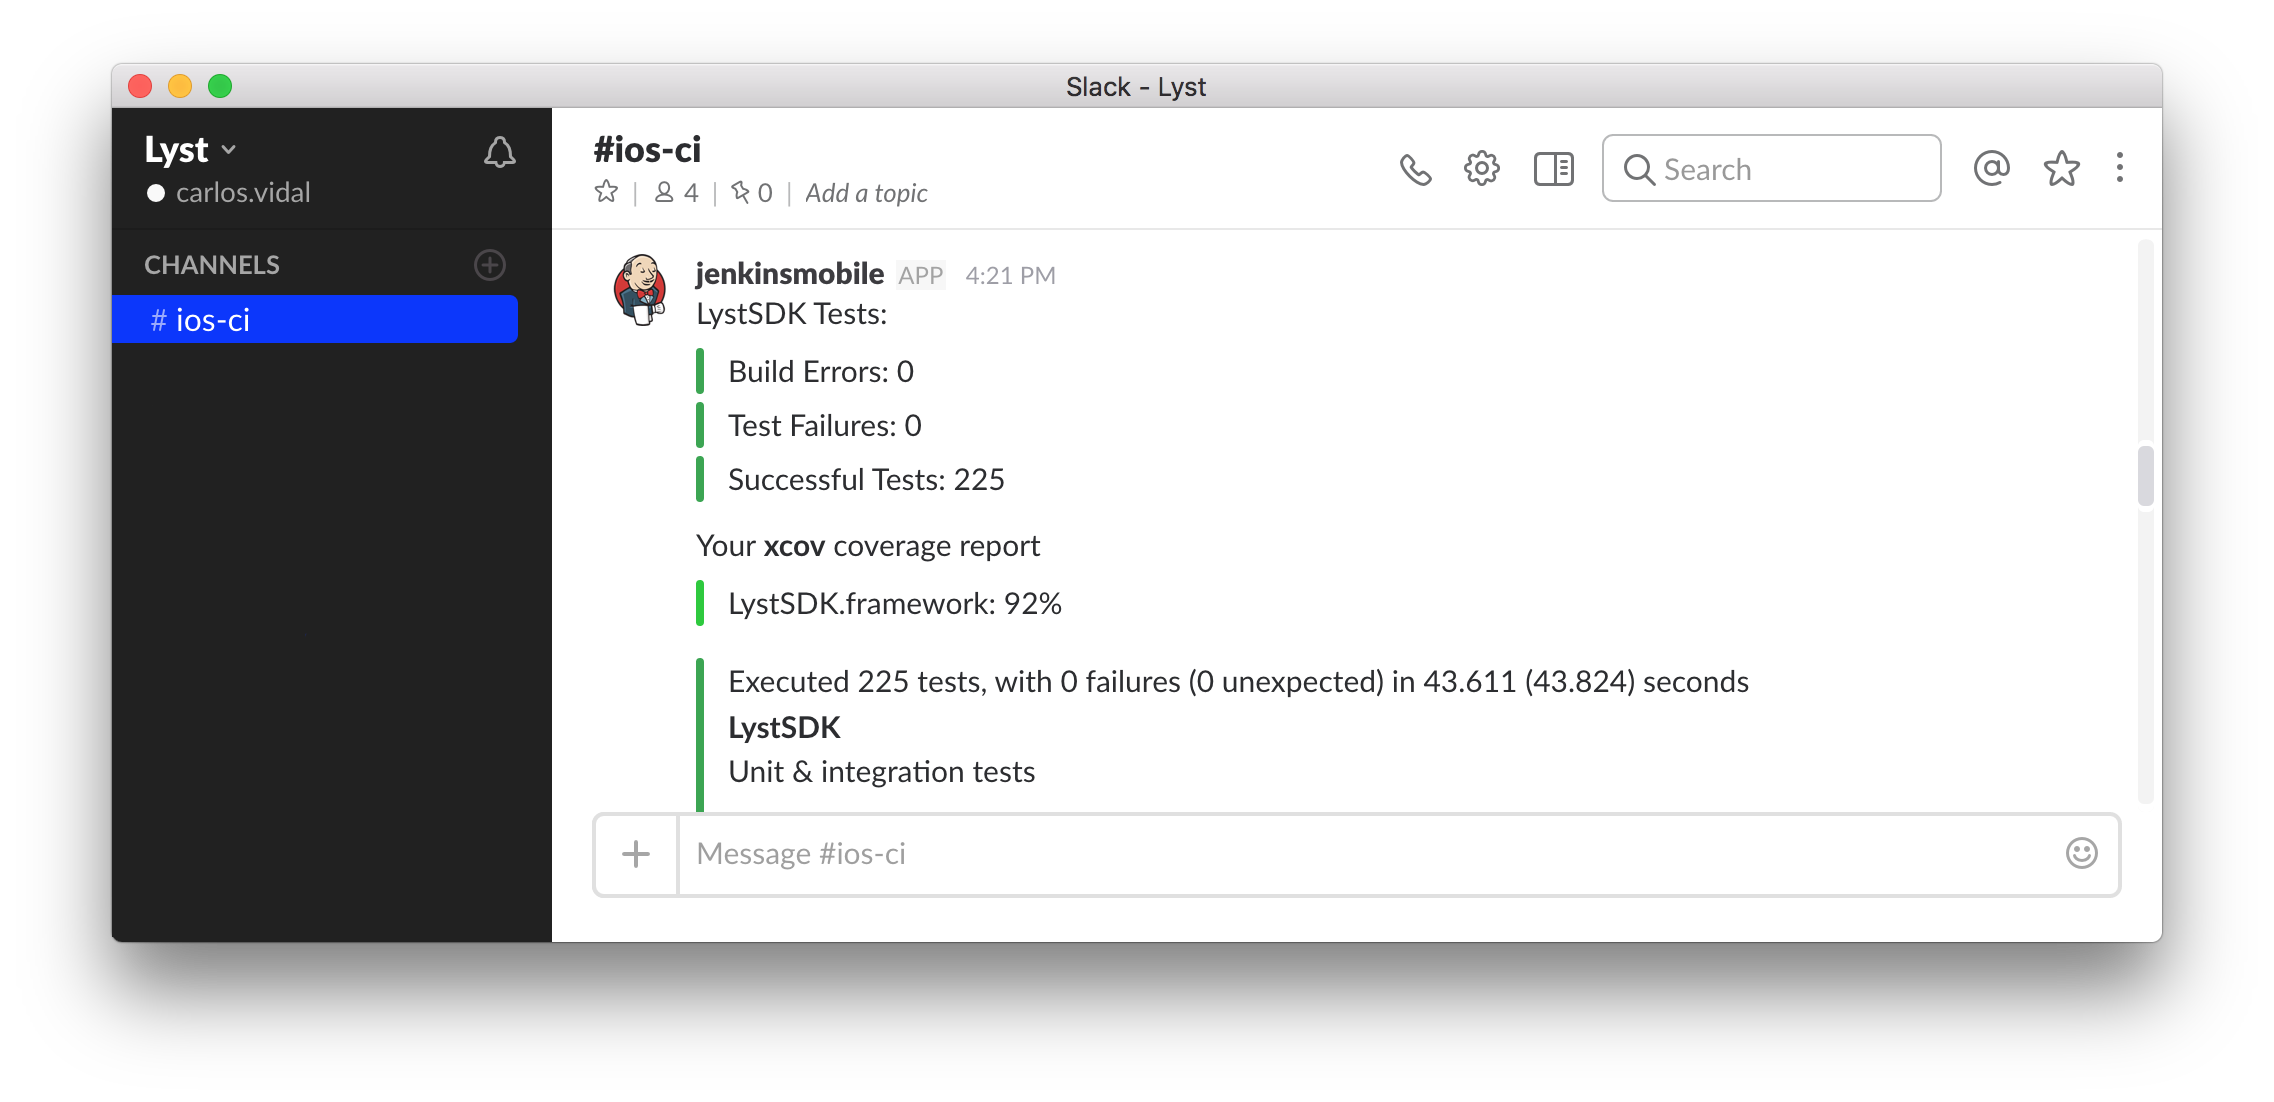 Slack - Lyst
Lyst
carlos.vidal
CHANNELS
# ios-ci
#ios-ci
4 | 0 | Add a topic
Search
jenkinsmobile APP 4:21 PM
LystSDK Tests:
Build Errors: 0
Test Failures: 0
Successful Tests: 225
Your xcov coverage report
LystSDK.framework: 92%
Executed 225 tests, with 0 failures (0 unexpected) in 43.611 (43.824) seconds
LystSDK
Unit & integration tests
Message #ios-ci